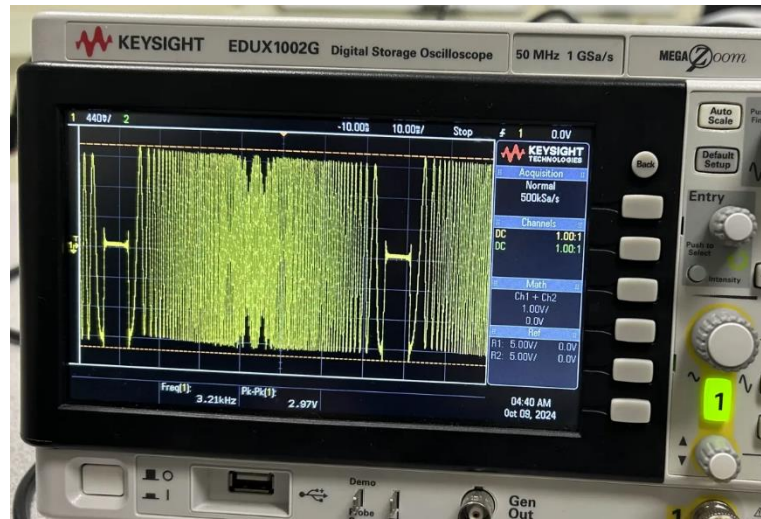 KEYSIGHT EDUX1002G Digital Storage Oscilloscope 50 MHz 1 GSa/s MEGA Zoom
1 440▽/ 2 -10.00s 10.00s/ Stop 1 0.0V
KEYSIGHT
TECHNOLOGIES
Acquisition
Normal
500kSa/s
Channels
DC 1.00:1
DC 1.00:1
Math
Ch1 + Ch2
1.00V/
0.0V
Ref
R1: 5.00V/ 0.0V
R2: 5.00V/ 0.0V
Freq(1):
3.21kHz
Pk-Pk(1):
2.97V
04:40 AM
Oct 09, 2024
Back
Auto
Scale
Default
Setup
Entry
Push to
Select
Intensity
1
Demo
Probe
Gen
Out
1